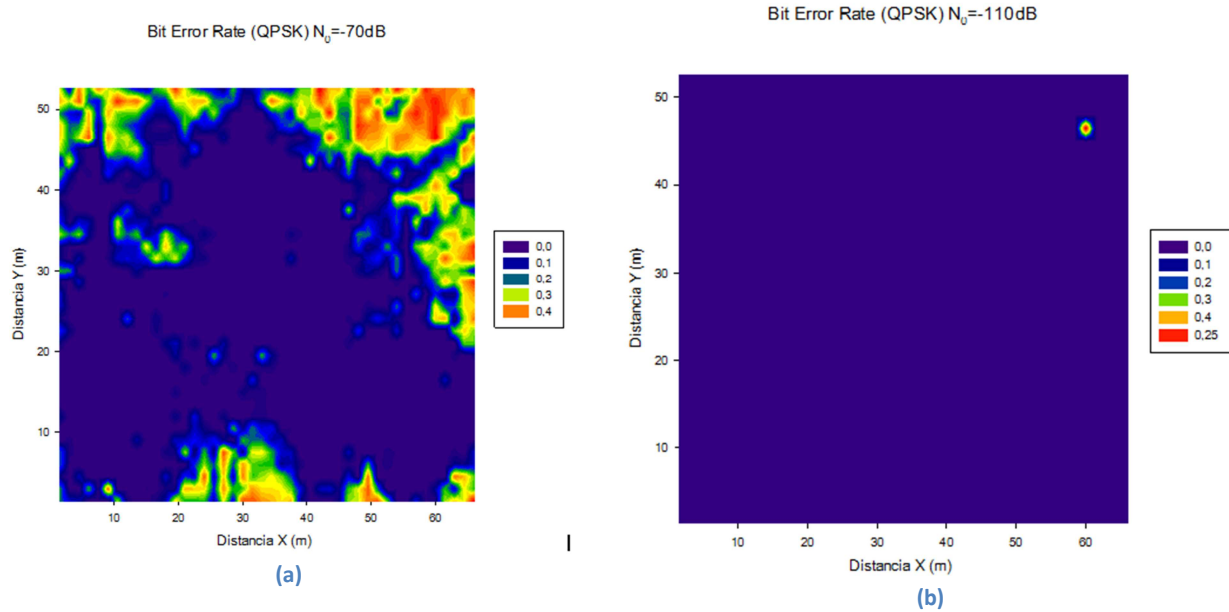 Bit Error Rate (QPSK) N₀=-70dB
50
40
30
20
10
Distancia Y (m)
10 20 30 40 50 60
Distancia X (m)
0,0
0,1
0,2
0,3
0,4
(a)
Bit Error Rate (QPSK) N₀=-110dB
50
40
30
20
10
Distancia Y (m)
10 20 30 40 50 60
Distancia X (m)
0,0
0,1
0,2
0,3
0,4
0,25
(b)